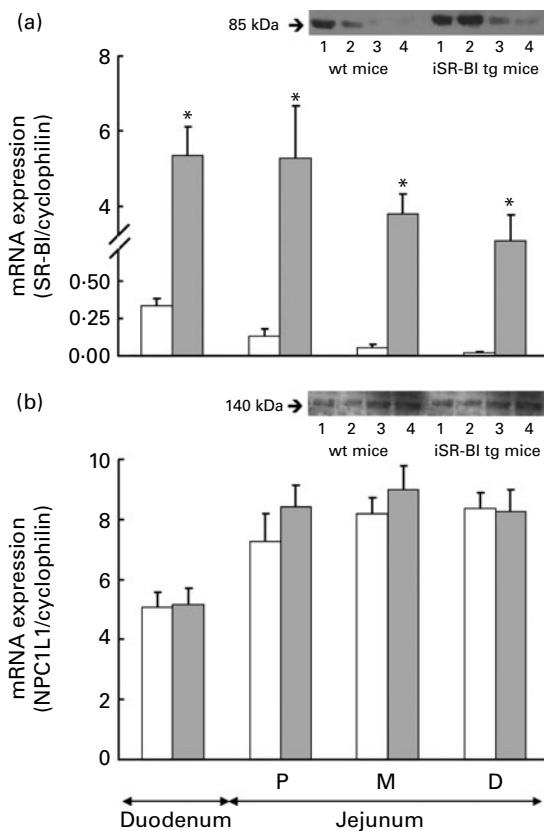 (a)
85 kDa →
1 2 3 4 1 2 3 4
wt mice iSR-BI tg mice
mRNA expression
(SR-BI/cyclophilin)
8
6
4
0·50
0·25
0·00
* * * *
(b)
140 kDa →
1 2 3 4 1 2 3 4
wt mice iSR-BI tg mice
mRNA expression
(NPC1L1/cyclophilin)
10
8
6
4
2
0
P M D
Duodenum Jejunum